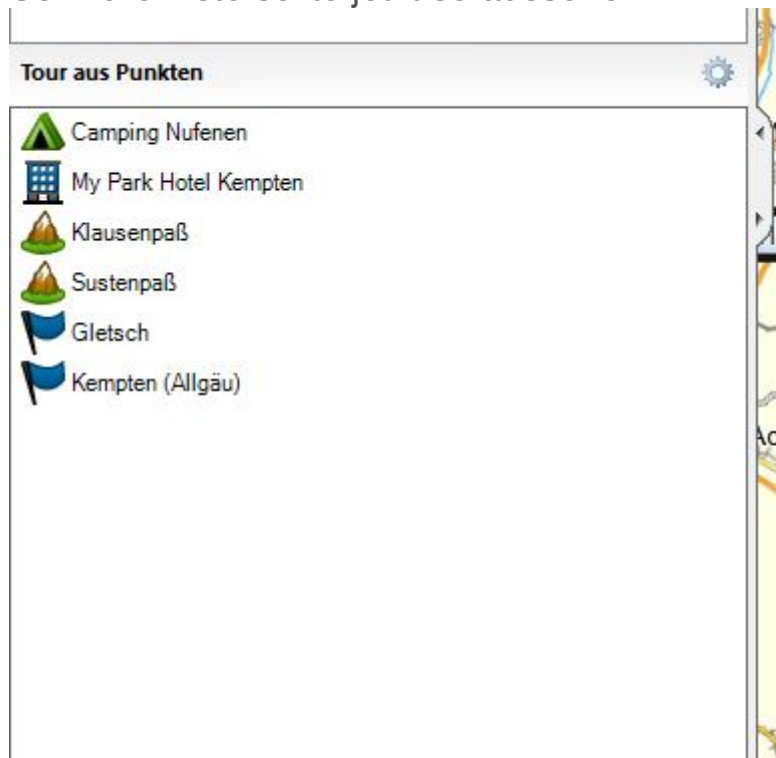 Tour aus Punkten
Camping Nufenen
My Park Hotel Kempten
Klausenpaß
Sustenpaß
Gletsch
Kempten (Allgäu)